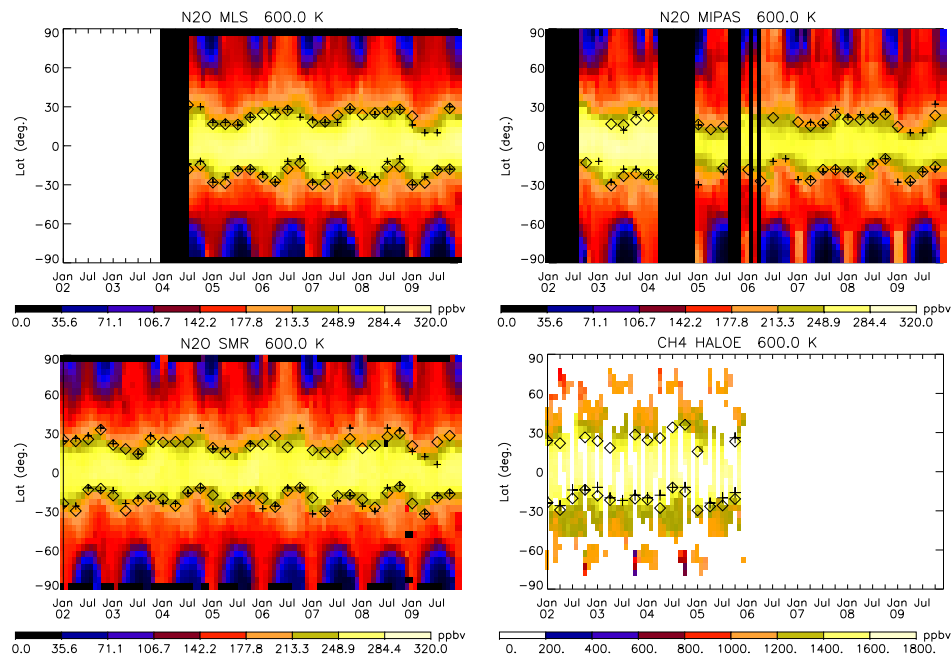 N2O MLS 600.0 K
90
60
30
0
−30
−60
−90
Lat (deg.)
Jan Jul Jan Jul Jan Jul Jan Jul Jan Jul Jan Jul Jan Jul Jan Jul
02 03 04 05 06 07 08 09
0.0 35.6 71.1 106.7 142.2 177.8 213.3 248.9 284.4 320.0 ppbv
N2O MIPAS 600.0 K
90
60
30
0
−30
−60
−90
Lat (deg.)
Jan Jul Jan Jul Jan Jul Jan Jul Jan Jul Jan Jul Jan Jul Jan Jul
02 03 04 05 06 07 08 09
0.0 35.6 71.1 106.7 142.2 177.8 213.3 248.9 284.4 320.0 ppbv
N2O SMR 600.0 K
90
60
30
0
−30
−60
−90
Lat (deg.)
Jan Jul Jan Jul Jan Jul Jan Jul Jan Jul Jan Jul Jan Jul Jan Jul
02 03 04 05 06 07 08 09
0.0 35.6 71.1 106.7 142.2 177.8 213.3 248.9 284.4 320.0 ppbv
CH4 HALOE 600.0 K
90
60
30
0
−30
−60
−90
Lat (deg.)
Jan Jul Jan Jul Jan Jul Jan Jul Jan Jul Jan Jul Jan Jul Jan Jul
02 03 04 05 06 07 08 09
0. 200. 400. 600. 800. 1000. 1200. 1400. 1600. 1800. ppbv